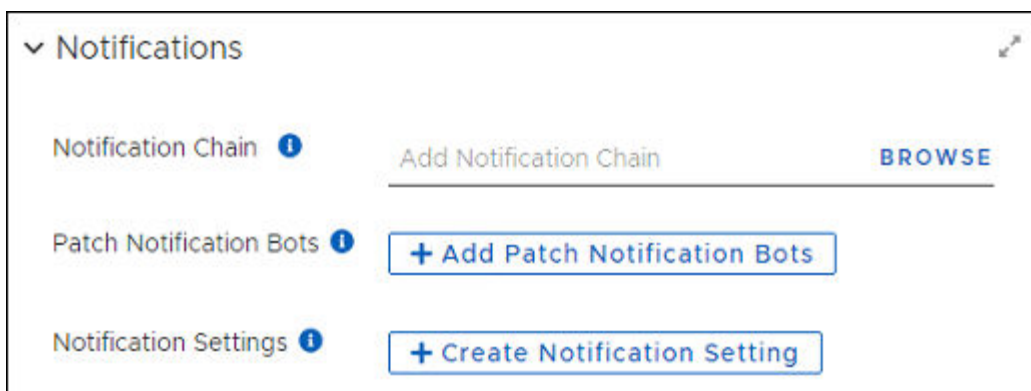 Notifications
Notification Chain Add Notification Chain BROWSE
Patch Notification Bots + Add Patch Notification Bots
Notification Settings + Create Notification Setting